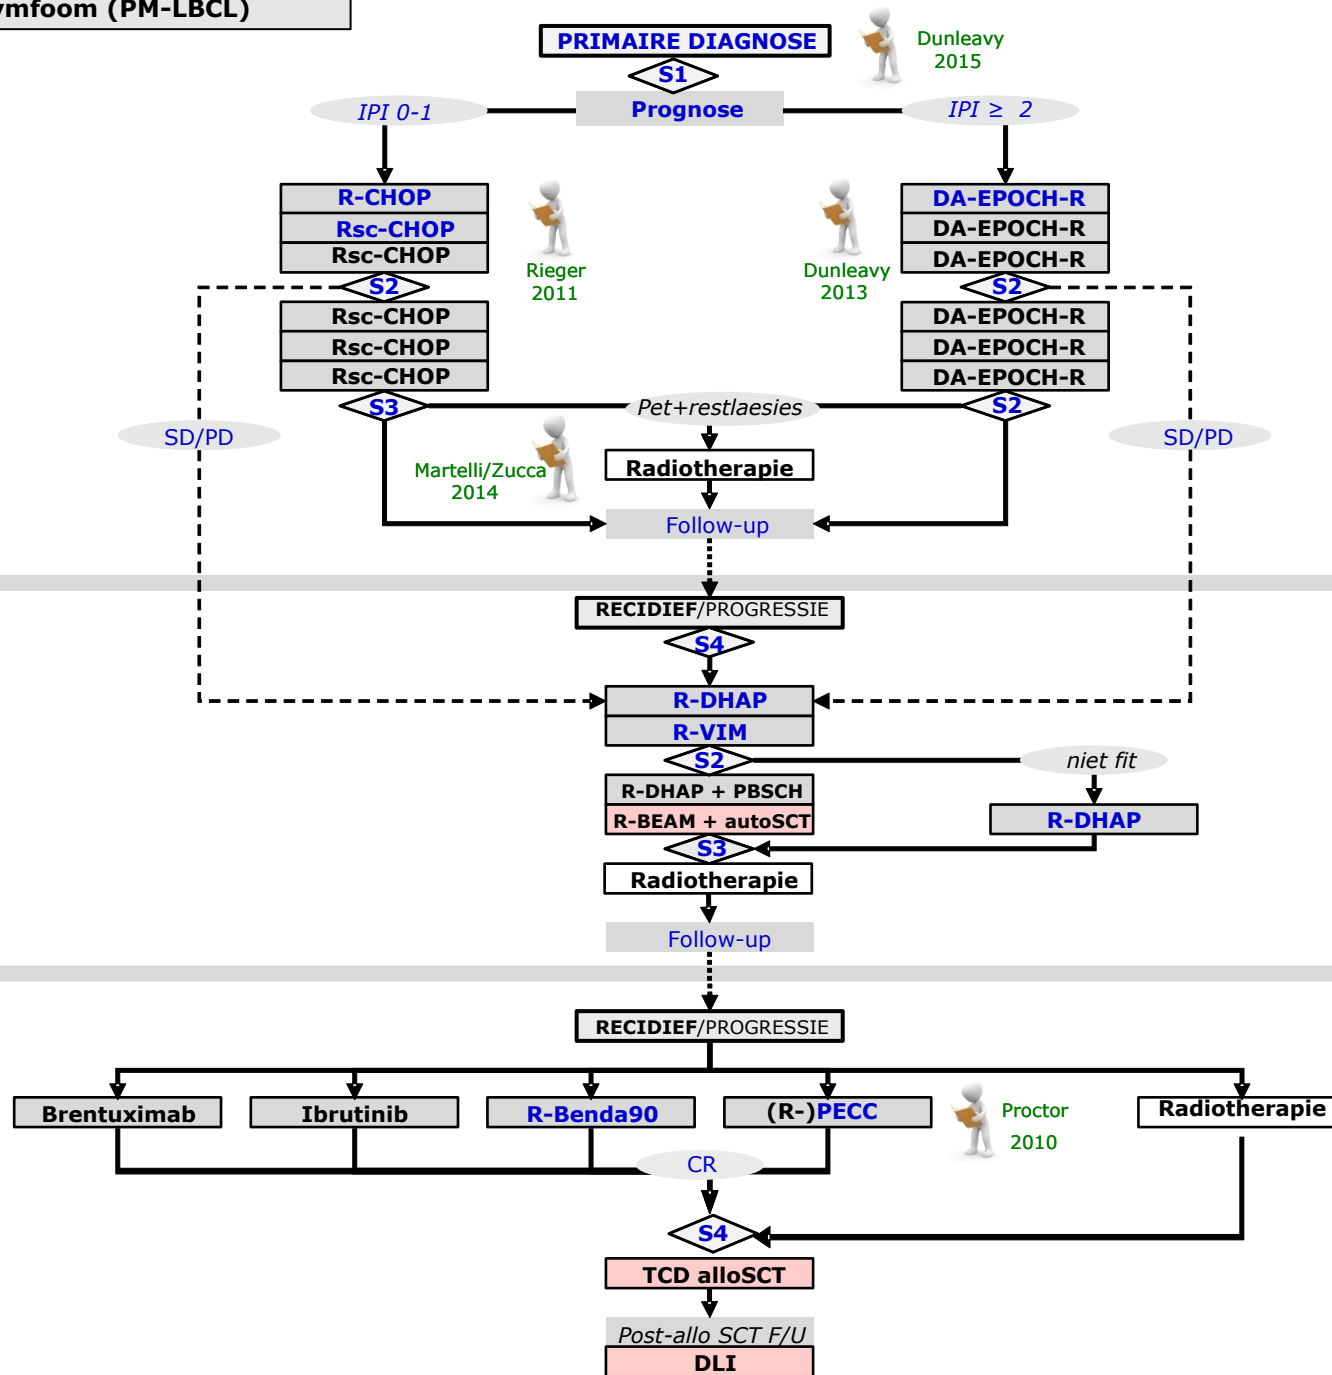 ymfoom (PM-LBCL)
PRIMAIRE DIAGNOSE
Dunleavy
2015
S1
IPI 0-1
Prognose
IPI ≥ 2
R-CHOP
DA-EPOCH-R
Rsc-CHOP
DA-EPOCH-R
Rsc-CHOP
DA-EPOCH-R
Rieger
2011
Dunleavy
2013
S2
S2
Rsc-CHOP
DA-EPOCH-R
Rsc-CHOP
DA-EPOCH-R
Rsc-CHOP
DA-EPOCH-R
S3
Pet+restlaesies
S2
SD/PD
SD/PD
Martelli/Zucca
2014
Radiotherapie
Follow-up
RECIDIEF/PROGRESSIE
S4
R-DHAP
R-VIM
S2
niet fit
R-DHAP + PBSCH
R-BEAM + autoSCT
R-DHAP
S3
Radiotherapie
Follow-up
RECIDIEF/PROGRESSIE
Brentuximab
Ibrutinib
R-Benda90
(R-)PECC
Proctor
2010
Radiotherapie
CR
S4
TCD alloSCT
Post-allo SCT F/U
DLI